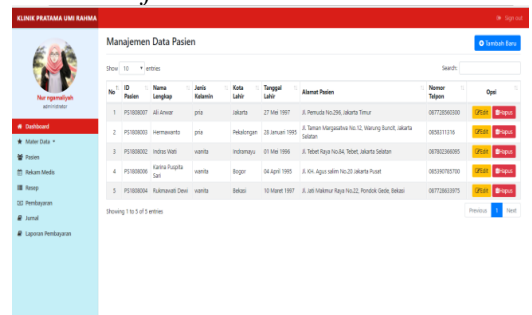 KLINIK PRATAMA UMI RAHMA
Sign out
Nur ngamaliyah
administrator
Dashboard
Mater Data
Pasien
Rekam Medis
Resep
Pembayaran
Jurnal
Laporan Pembayaran
Manajemen Data Pasien
Tambah Baru
Show 10 entries
Search:
No ID Pasien Nama Lengkap Jenis Kelamin Kota Lahir Tanggal Lahir Alamat Pasien Nomor Telpon Opsi
1 PS1808007 Ali Anwar pria Jakarta 27 Mei 1997 Jl. Pemuda No.296, Jakarta Timur 087728560300 Edit Hapus
2 PS1808003 Hermawanto pria Pekalongan 28 Januari 1995 Jl. Taman Margasatwa No.12, Warung Buncit, Jakarta Selatan 0858311316 Edit Hapus
3 PS1808002 Indras Wati wanita Indramayu 01 Mei 1996 Jl. Tebet Raya No.84, Tebet, Jakarta Selatan 087802366095 Edit Hapus
4 PS1808006 Karina Puspita Sari wanita Bogor 04 April 1995 Jl. KH. Agus salim No.20 Jakarta Pusat 085390785700 Edit Hapus
5 PS1808004 Rukmawati Dewi wanita Bekasi 10 Maret 1997 Jl. Jati Makmur Raya No.22, Pondok Gede, Bekasi 087728633975 Edit Hapus
Showing 1 to 5 of 5 entries
Previous 1 Next